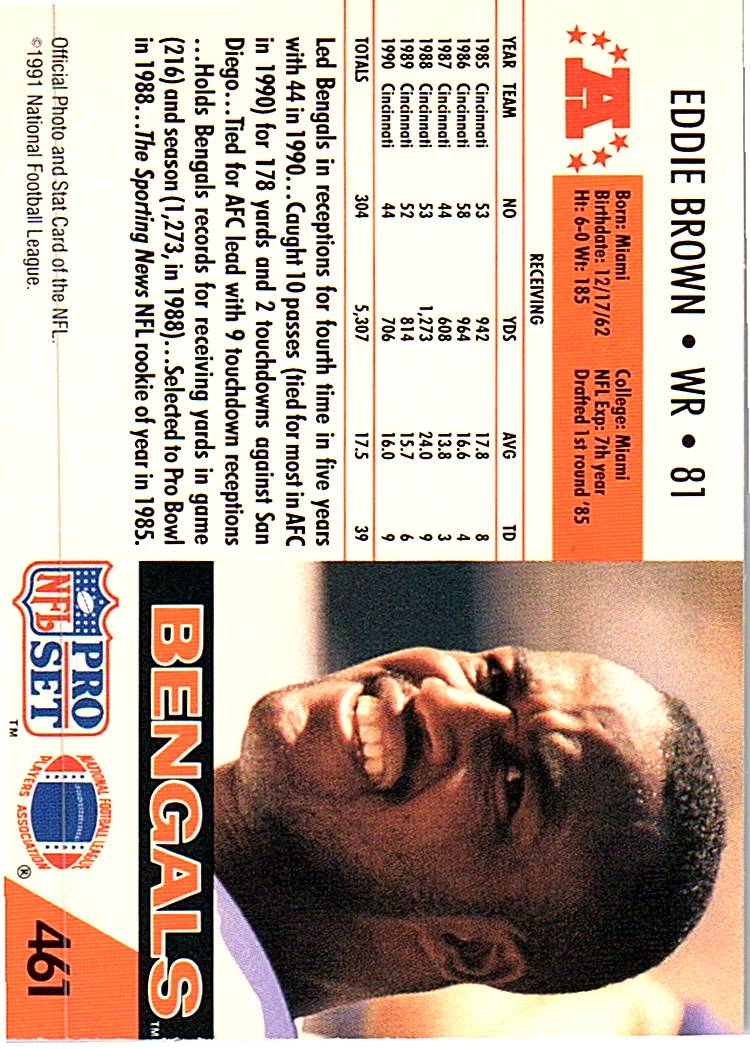 EDDIE BROWN • WR • 81
A
Born: Miami
Birthdate: 12/17/62
Ht: 6-0 Wt: 185
College: Miami
NFL Exp: 7th year
Drafted 1st round '85
RECEIVING
YEAR TEAM NO YDS AVG TD
1985 Cincinnati 53 942 17.8 8
1986 Cincinnati 58 964 16.6 4
1987 Cincinnati 44 608 13.8 3
1988 Cincinnati 53 1,273 24.0 9
1989 Cincinnati 52 814 15.7 6
1990 Cincinnati 44 706 16.0 9
TOTALS 304 5,307 17.5 39
Led Bengals in receptions for fourth time in five years
with 44 in 1990...Caught 10 passes (tied for most in AFC
in 1990) for 178 yards and 2 touchdowns against San
Diego...Tied for AFC lead with 9 touchdown receptions
...Holds Bengals records for receiving yards in game
(216) and season (1,273, in 1988)...Selected to Pro Bowl
in 1988...The Sporting News NFL rookie of year in 1985.
Official Photo and Stat Card of the NFL.
©1991 National Football League.
BENGALS™
NFL PRO SET™
NATIONAL FOOTBALL LEAGUE
PLAYERS ASSOCIATION ®
461